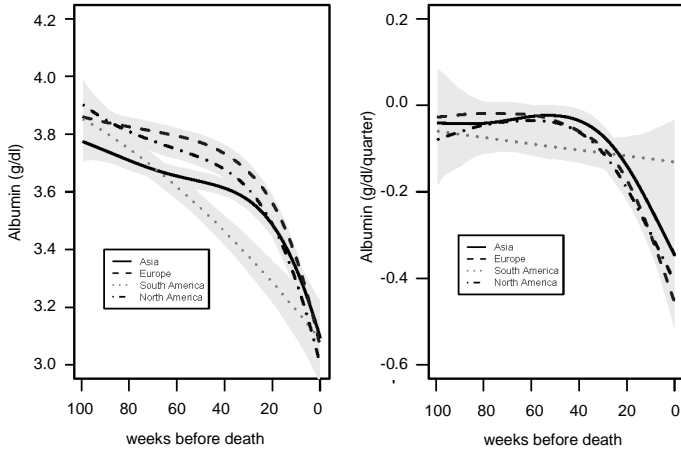 4.2
4.0
3.8
3.6
3.4
3.2
3.0
Albumin (g/dl)
Asia
Europe
South America
North America
100 80 60 40 20 0
weeks before death
0.2
0.0
-0.2
-0.4
-0.6
-
Albumin (g/dl/quarter)
Asia
Europe
South America
North America
100 80 60 40 20 0
weeks before death